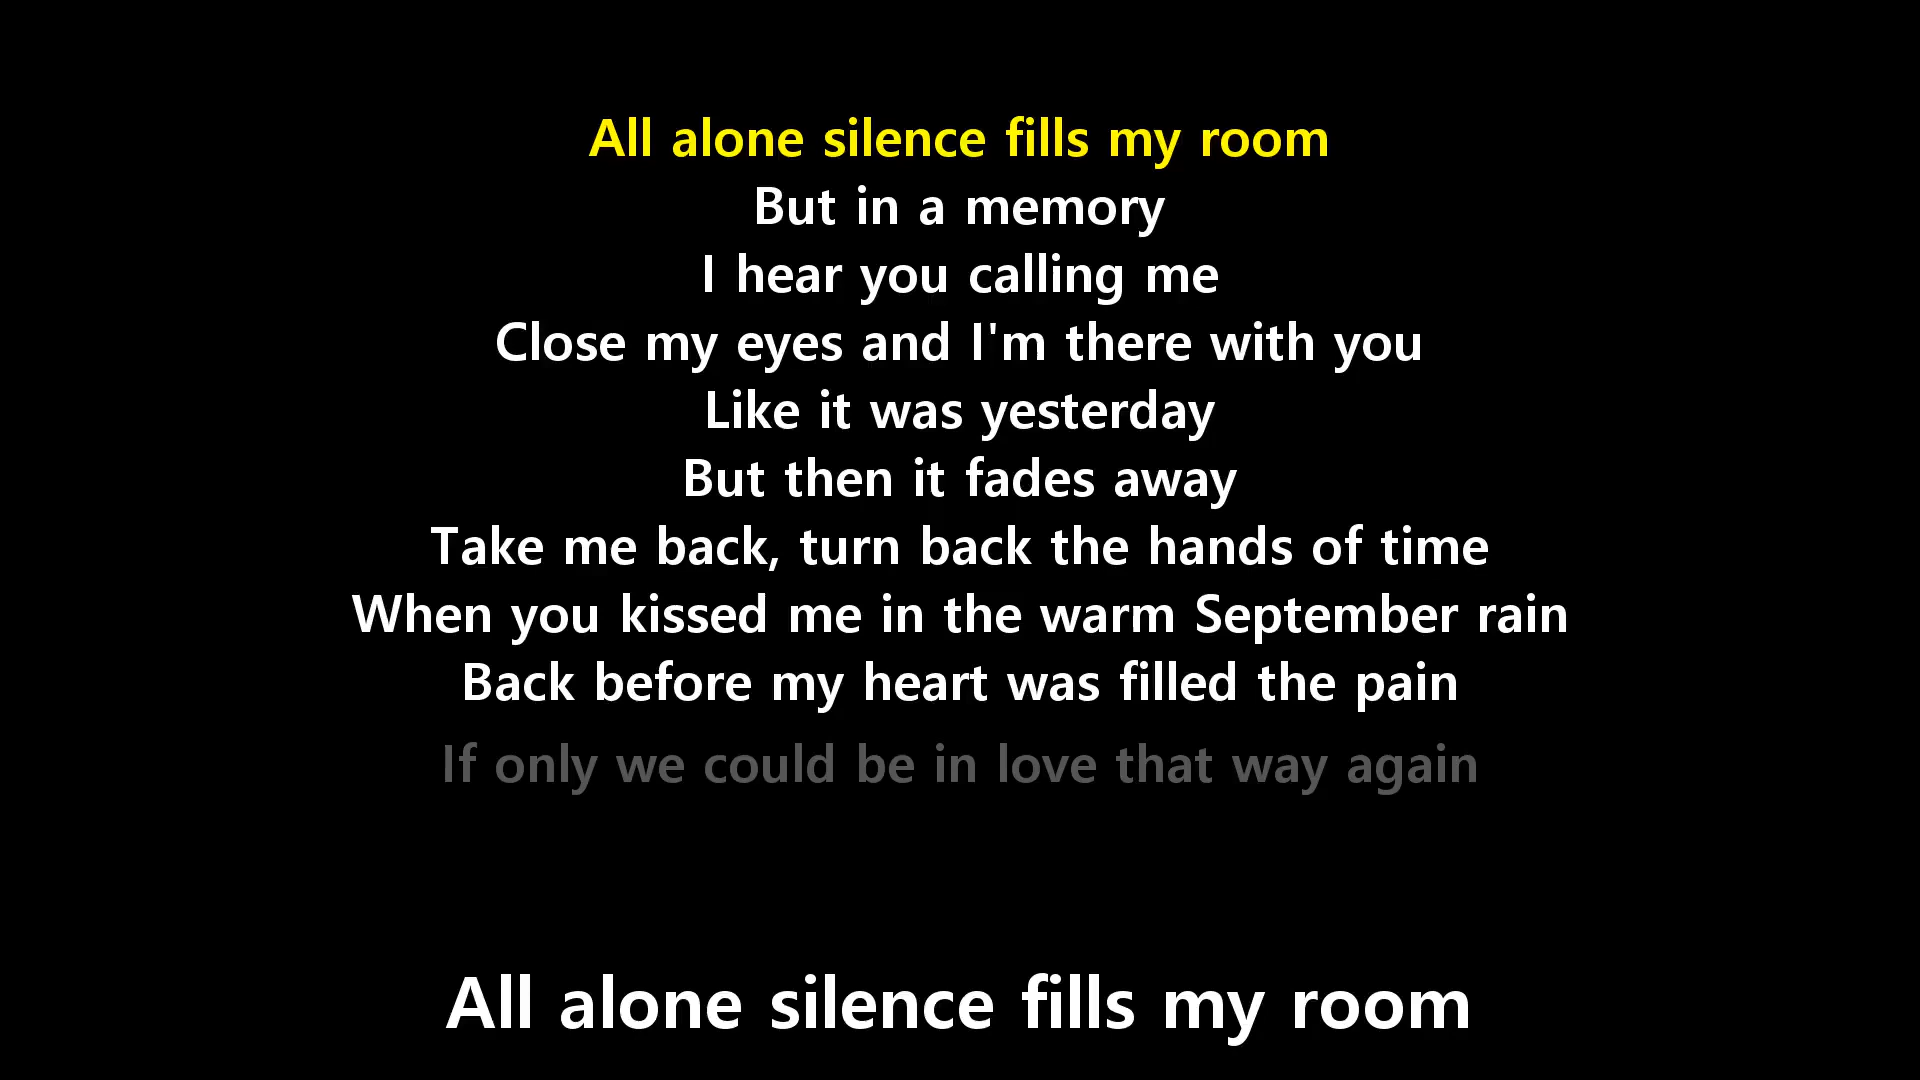 All alone silence fills my room
But in a memory
I hear you calling me
Close my eyes and I'm there with you
Like it was yesterday
But then it fades away
Take me back, turn back the hands of time
When you kissed me in the warm September rain
Back before my heart was filled the pain
If only we could be in love that way again
All alone silence fills my room